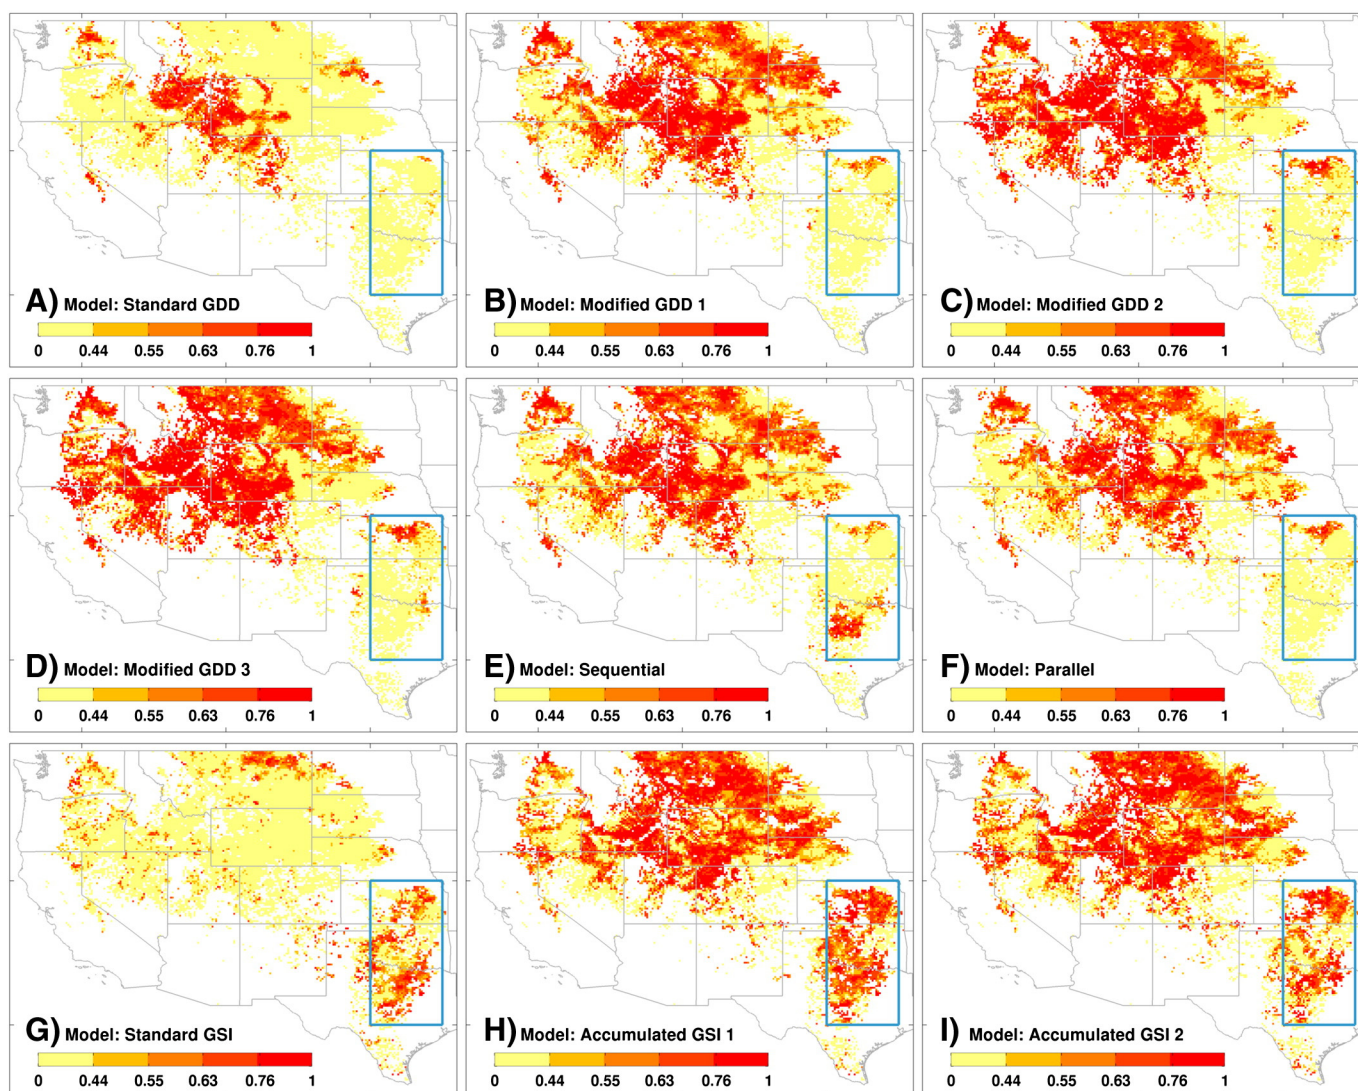 A) Model: Standard GDD
0 0.44 0.55 0.63 0.76 1
B) Model: Modified GDD 1
0 0.44 0.55 0.63 0.76 1
C) Model: Modified GDD 2
0 0.44 0.55 0.63 0.76 1
D) Model: Modified GDD 3
0 0.44 0.55 0.63 0.76 1
E) Model: Sequential
0 0.44 0.55 0.63 0.76 1
F) Model: Parallel
0 0.44 0.55 0.63 0.76 1
G) Model: Standard GSI
0 0.44 0.55 0.63 0.76 1
H) Model: Accumulated GSI 1
0 0.44 0.55 0.63 0.76 1
I) Model: Accumulated GSI 2
0 0.44 0.55 0.63 0.76 1